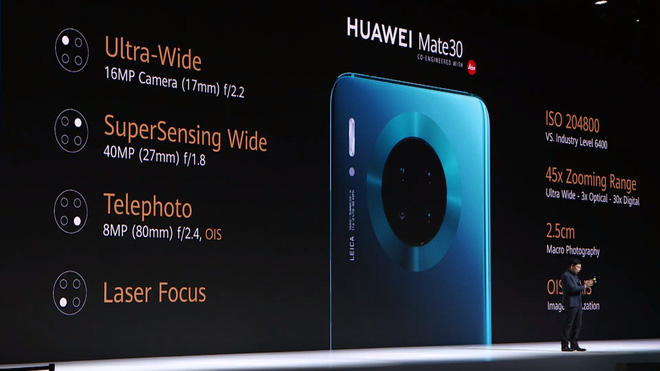 HUAWEI Mate30
CO-ENGINEERED WITH
Ultra-Wide
16MP Camera (17mm) f/2.2
SuperSensing Wide
40MP (27mm) f/1.8
Telephoto
8MP (80mm) f/2.4, OIS
Laser Focus
LEICA
ISO 204800
VS. Industry Level 6400
45x Zooming Range
Ultra Wide - 3x Optical - 30x Digital
2.5cm
Macro Photography
OIS